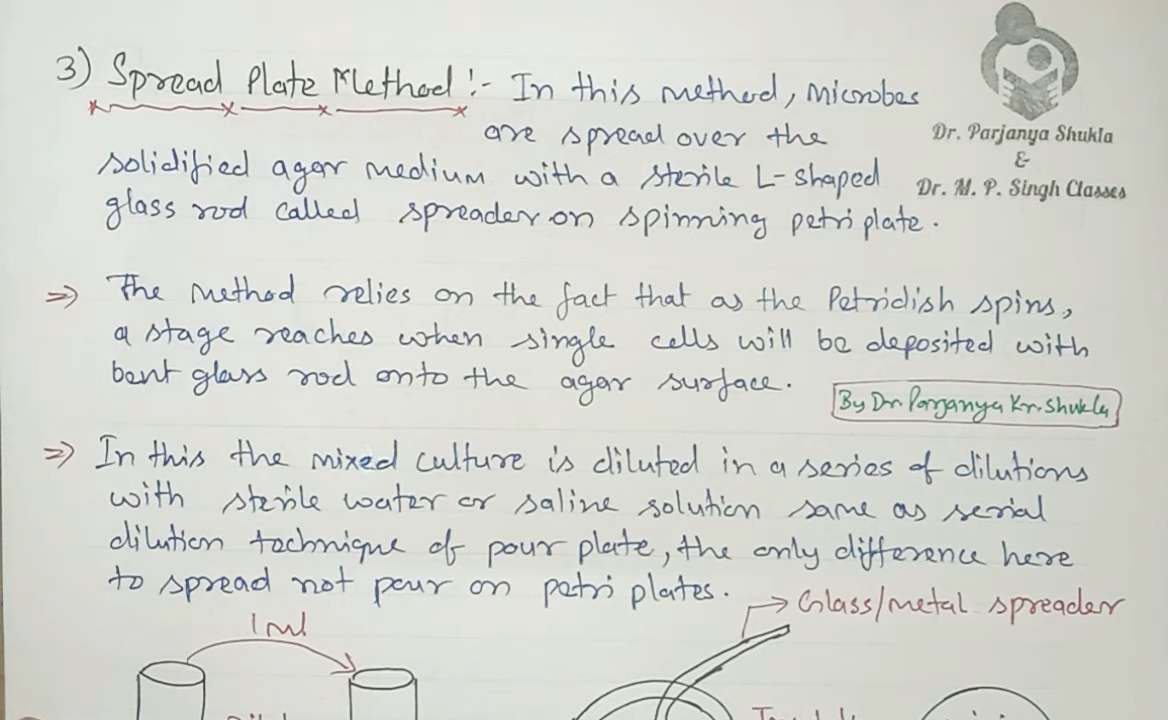 3) Spread Plate Method :- In this method, microbes
are spread over the
solidified agar medium with a sterile L-shaped
glass rod called spreader on spinning petri plate.
Dr. Parjanya Shukla
&
Dr. M. P. Singh Classes
⇒ The method relies on the fact that as the Petridish spins,
a stage reaches when single cells will be deposited with
bent glass rod onto the agar surface.
By Dr. Parjanya Kr. Shukla
⇒ In this the mixed culture is diluted in a series of dilutions
with sterile water or saline solution same as serial
dilution technique of pour plate, the only difference here
to spread not pour on petri plates.
→ Glass/metal spreader
1 ml